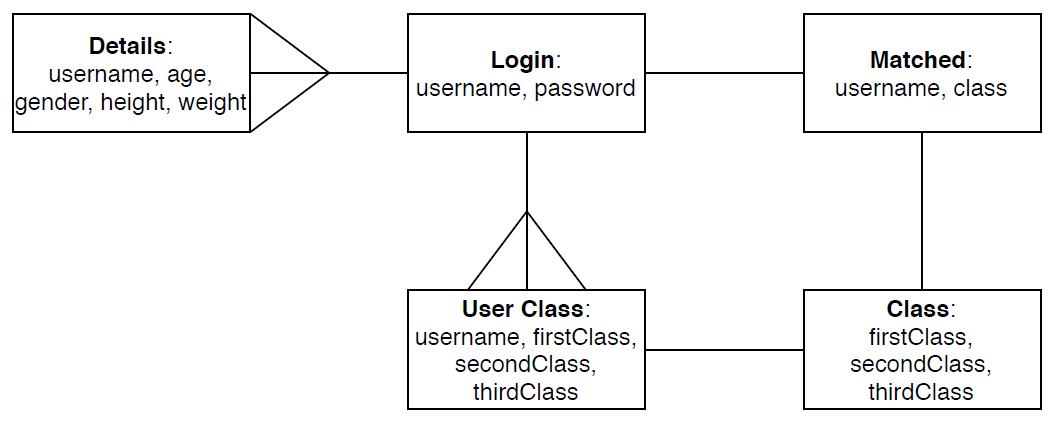 Details:
username, age,
gender, height, weight
Login:
username, password
Matched:
username, class
User Class:
username, firstClass,
secondClass,
thirdClass
Class:
firstClass,
secondClass,
thirdClass